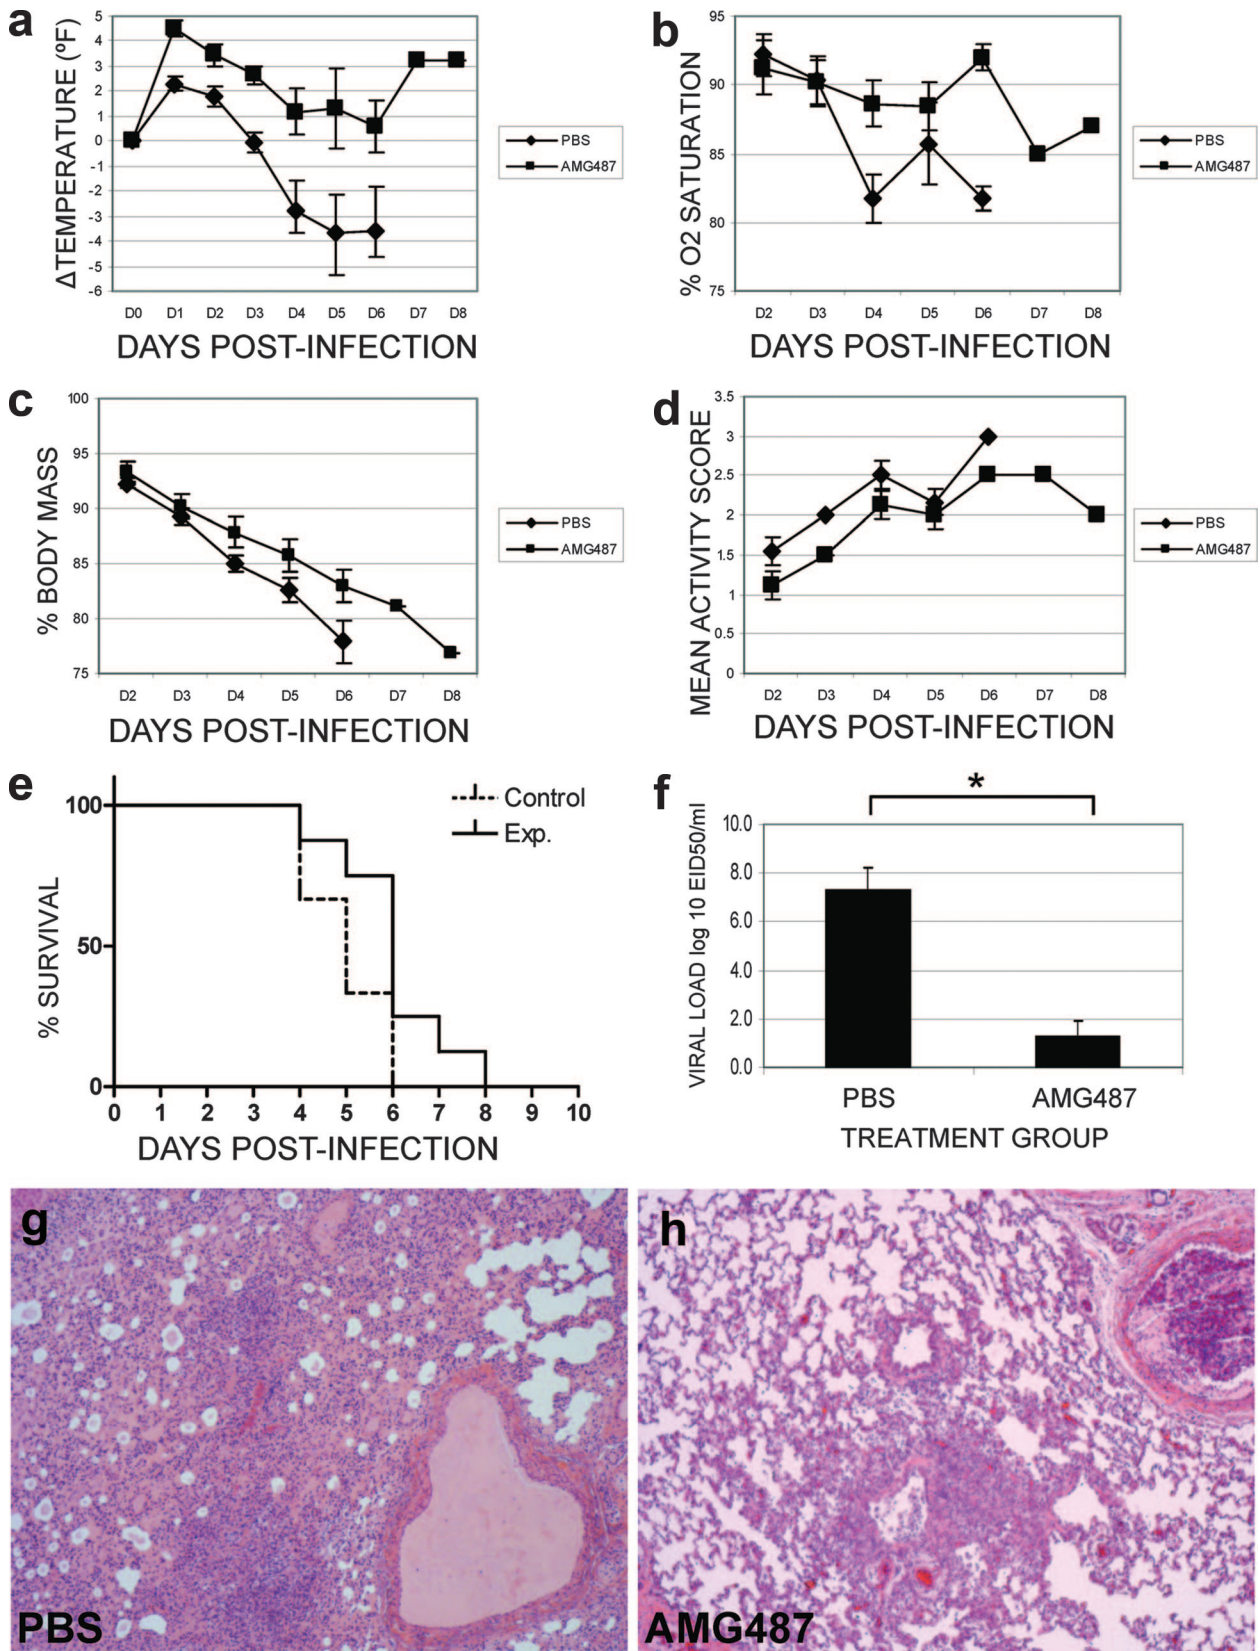 a
ΔTEMPERATURE (ºF)
5
4
3
2
1
0
-1
-2
-3
-4
-5
-6
D0 D1 D2 D3 D4 D5 D6 D7 D8
DAYS POST-INFECTION
PBS
AMG487
b
% O2 SATURATION
95
90
85
80
75
D2 D3 D4 D5 D6 D7 D8
DAYS POST-INFECTION
PBS
AMG487
c
% BODY MASS
100
95
90
85
80
75
D2 D3 D4 D5 D6 D7 D8
DAYS POST-INFECTION
PBS
AMG487
d
MEAN ACTIVITY SCORE
3.5
3
2.5
2
1.5
1
0.5
0
D2 D3 D4 D5 D6 D7 D8
DAYS POST-INFECTION
PBS
AMG487
e
% SURVIVAL
100
50
0
0 1 2 3 4 5 6 7 8 9 10
DAYS POST-INFECTION
Control
Exp.
f
*
VIRAL LOAD log 10 EID50/ml
10.0
8.0
6.0
4.0
2.0
0.0
PBS AMG487
TREATMENT GROUP
g
PBS
h
AMG487